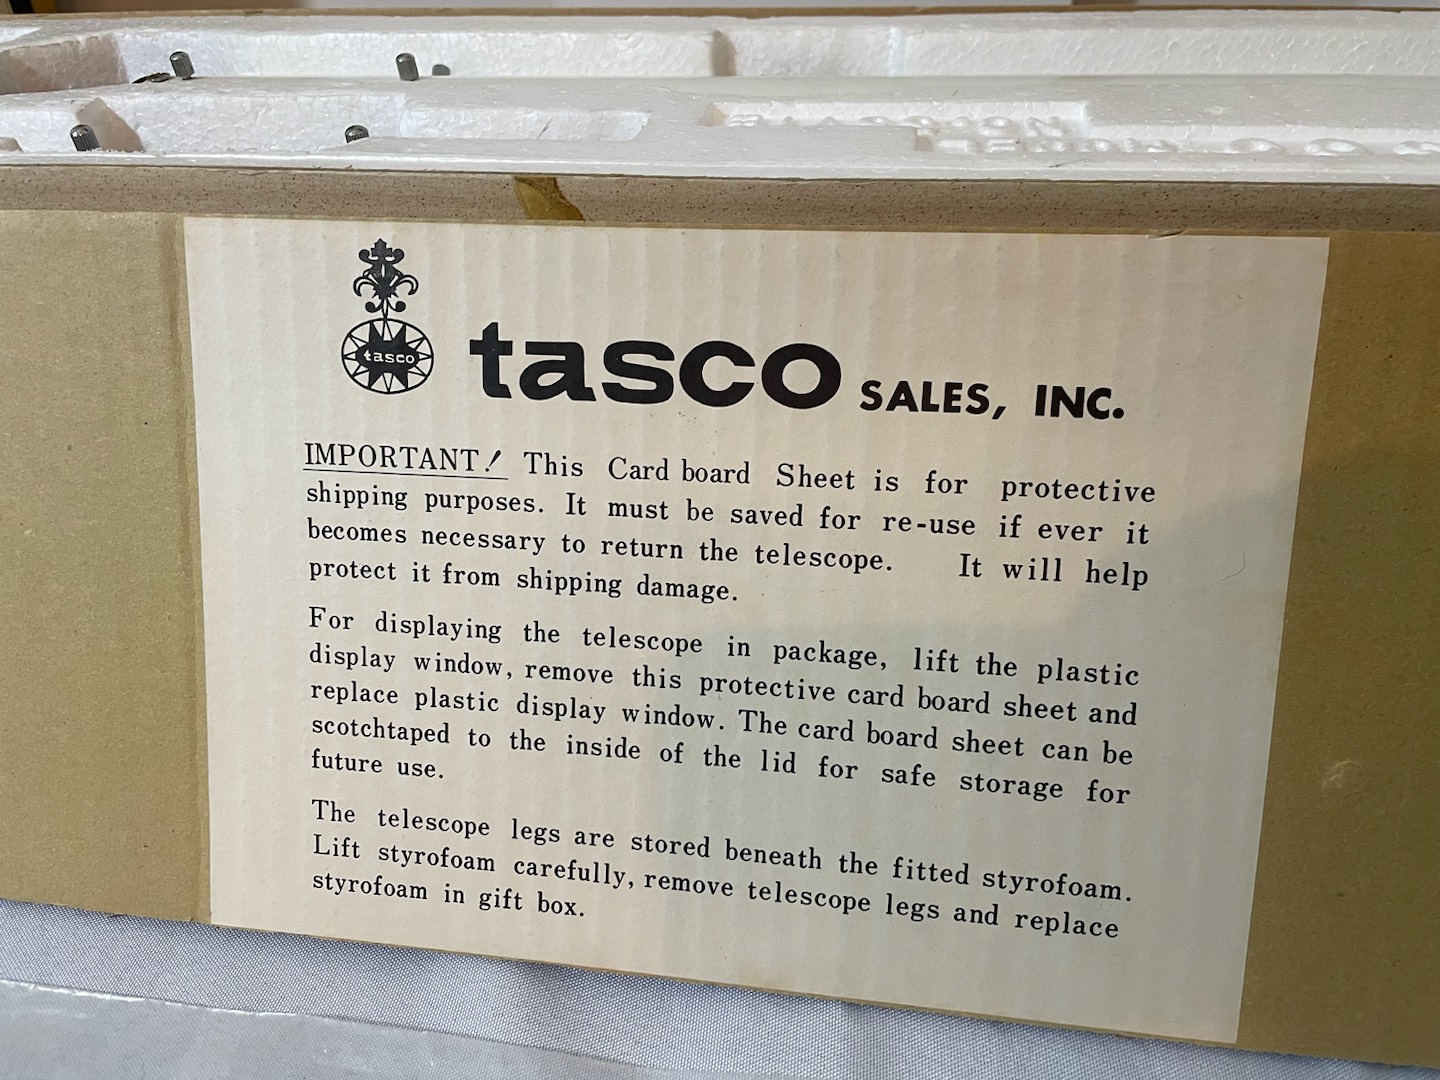 tasco
tasco SALES, INC.
IMPORTANT! This Card board Sheet is for protective
shipping purposes. It must be saved for re-use if ever it
becomes necessary to return the telescope. It will help
protect it from shipping damage.
For displaying the telescope in package, lift the plastic
display window, remove this protective card board sheet and
replace plastic display window. The card board sheet can be
scotchtaped to the inside of the lid for safe storage for
future use.
The telescope legs are stored beneath the fitted styrofoam.
Lift styrofoam carefully, remove telescope legs and replace
styrofoam in gift box.